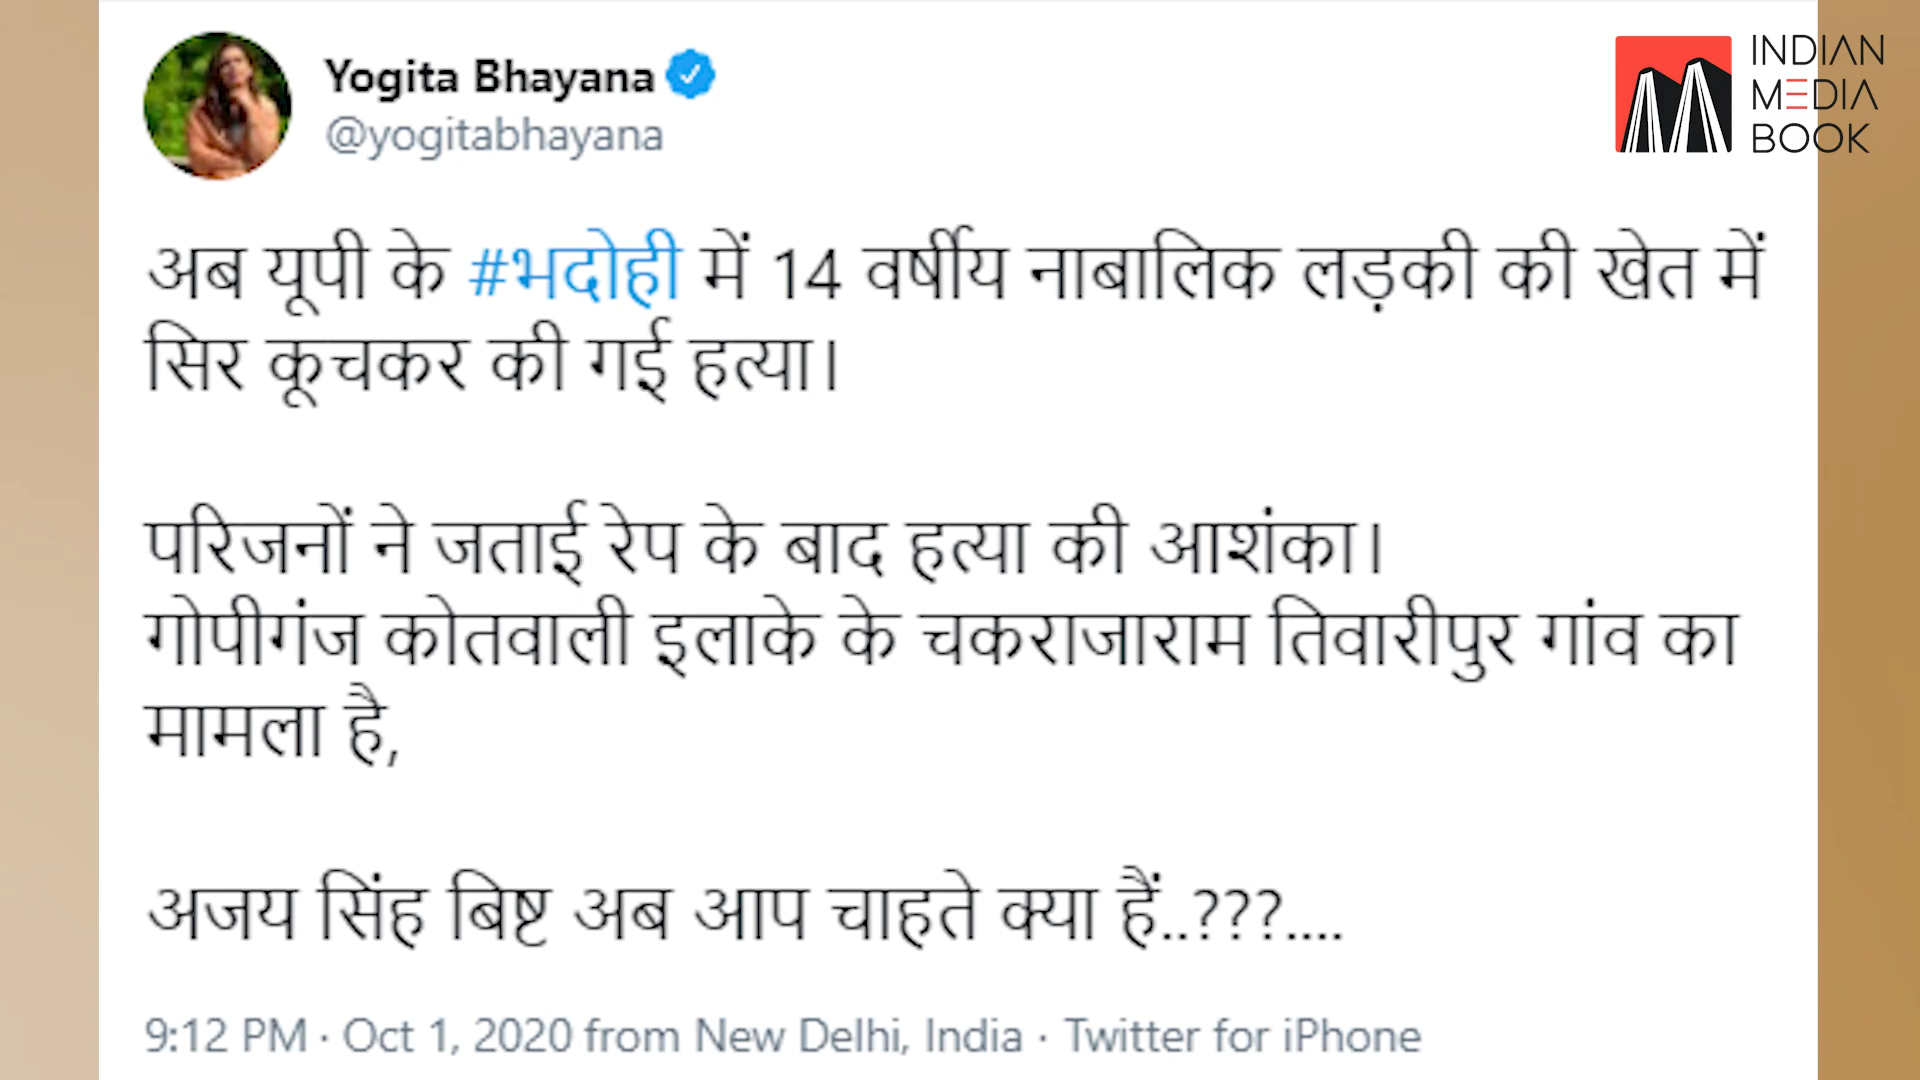 Yogita Bhayana
@yogitabhayana
INDIAN
MEDIA
BOOK
अब यूपी के #भदोही में 14 वर्षीय नाबालिक लड़की की खेत में
सिर कूचकर की गई हत्या।
परिजनों ने जताई रेप के बाद हत्या की आशंका।
गोपीगंज कोतवाली इलाके के चकराजाराम तिवारीपुर गांव का
मामला है,
अजय सिंह बिष्ट अब आप चाहते क्या हैं..???....
9:12 PM · Oct 1, 2020 from New Delhi, India · Twitter for iPhone